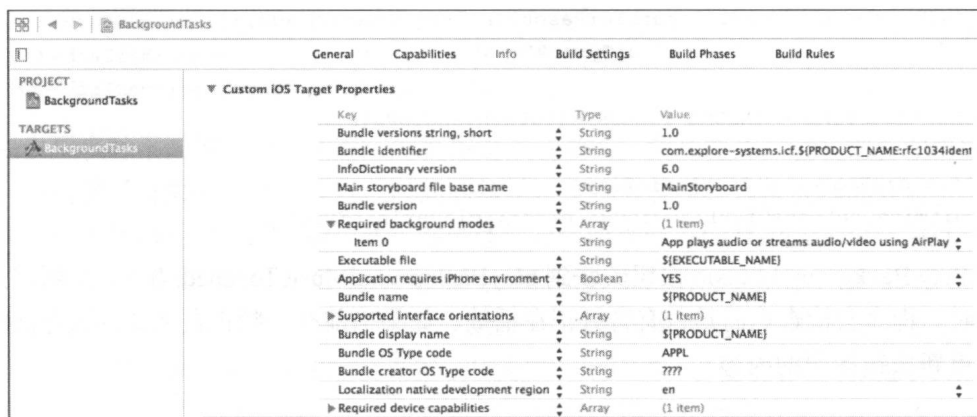 BackgroundTasks
General Capabilities Info Build Settings Build Phases Build Rules
PROJECT
BackgroundTasks
TARGETS
BackgroundTasks
Custom iOS Target Properties
Key Type Value
Bundle versions string, short String 1.0
Bundle identifier String com.explore-systems.icf.${PRODUCT_NAME:rfc1034ident
InfoDictionary version String 6.0
Main storyboard file base name String MainStoryboard
Bundle version String 1.0
Required background modes Array (1 item)
Item 0 String App plays audio or streams audio/video using AirPlay
Executable file String ${EXECUTABLE_NAME}
Application requires iPhone environment Boolean YES
Bundle name String ${PRODUCT_NAME}
Supported interface orientations Array (1 item)
Bundle display name String ${PRODUCT_NAME}
Bundle OS Type code String APPL
Bundle creator OS Type code String ????
Localization native development region String en
Required device capabilities Array (1 item)